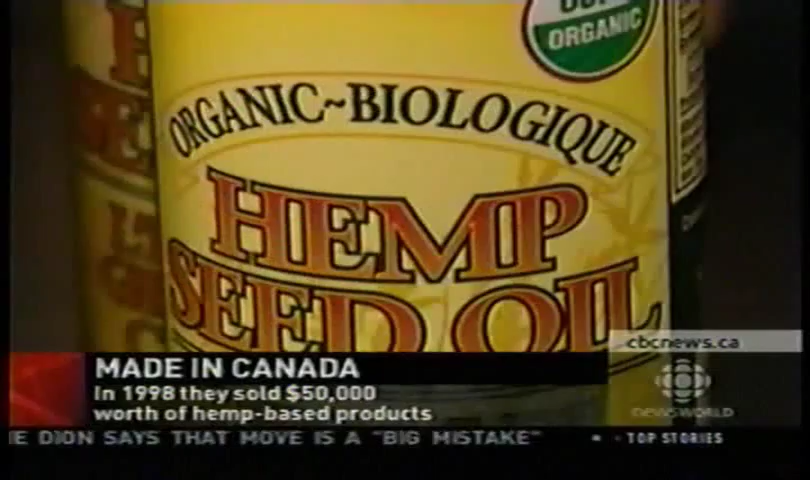 ORGANIC
ORGANIC~BIOLOGIQUE
HEMP
SEED OIL
cbcnews.ca
MADE IN CANADA
In 1998 they sold $50,000
worth of hemp-based products
NEWSWORLD
E DION SAYS THAT MOVE IS A "BIG MISTAKE"
TOP STORIES